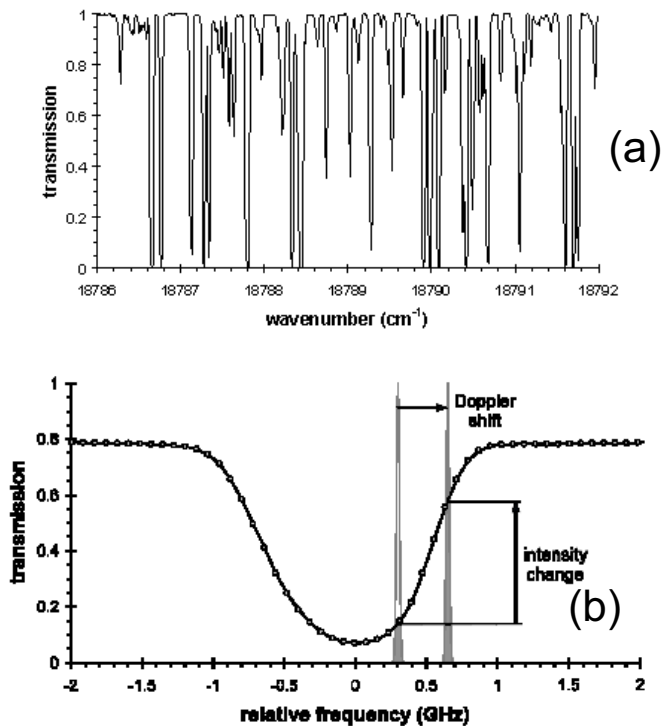 1
0.8
0.6
0.4
0.2
0
transmission
(a)
18786 18787 18788 18789 18790 18791 18792
wavenumber (cm⁻¹)
1
0.8
0.6
0.4
0.2
0
transmission
Doppler
shift
intensity
change
(b)
-2 -1.5 -1 -0.5 0 0.5 1 1.5 2
relative frequency (GHz)